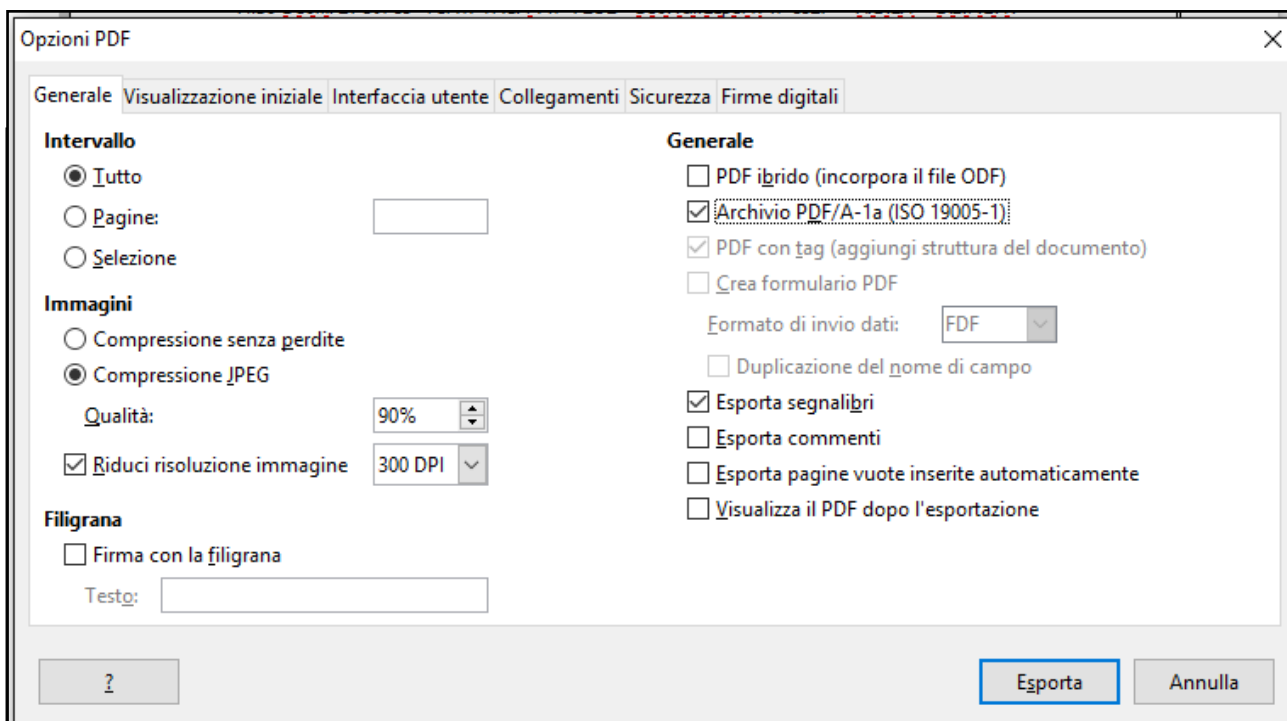 Opzioni PDF
Generale Visualizzazione iniziale Interfaccia utente Collegamenti Sicurezza Firme digitali
Intervallo
Tutto
Pagine:
Selezione
Immagini
Compressione senza perdite
Compressione JPEG
Qualità: 90%
Riduci risoluzione immagine 300 DPI
Filigrana
Firma con la filigrana
Testo:
Generale
PDF ibrido (incorpora il file ODF)
Archivio PDF/A-1a (ISO 19005-1)
PDF con tag (aggiungi struttura del documento)
Crea formulario PDF
Formato di invio dati: FDF
Duplicazione del nome di campo
Esporta segnalibri
Esporta commenti
Esporta pagine vuote inserite automaticamente
Visualizza il PDF dopo l'esportazione
? Esporta Annulla